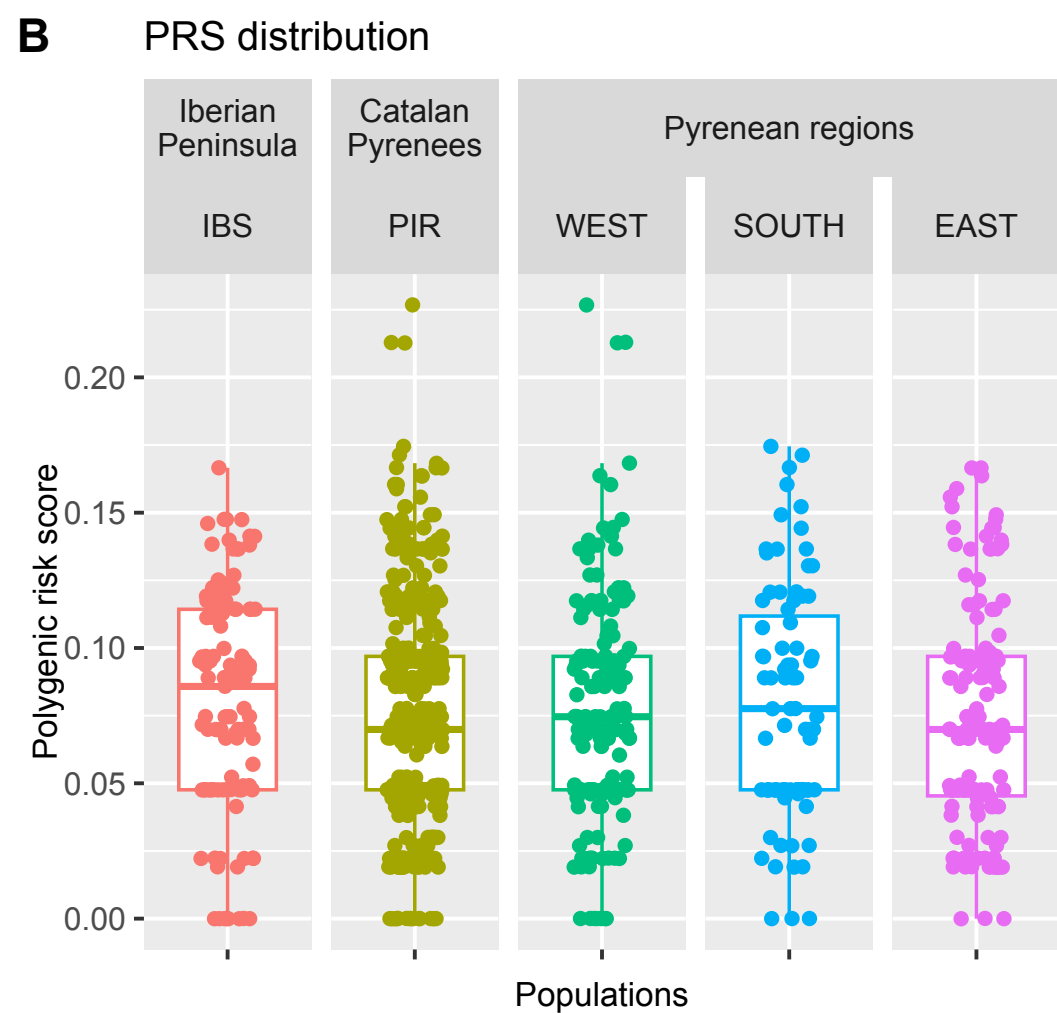 B
PRS distribution
Iberian
Peninsula
Catalan
Pyrenees
Pyrenean regions
IBS
PIR
WEST
SOUTH
EAST
Polygenic risk score
0.20
0.15
0.10
0.05
0.00
Populations